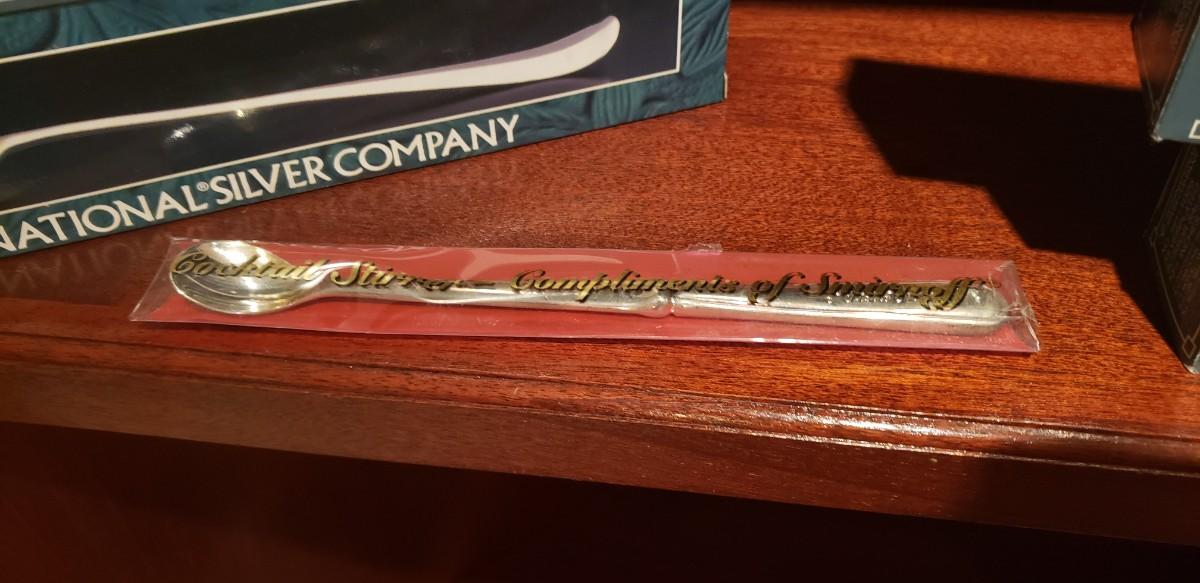 NATIONAL® SILVER COMPANY
Cocktail Stirrer - Compliments of Smirnoff